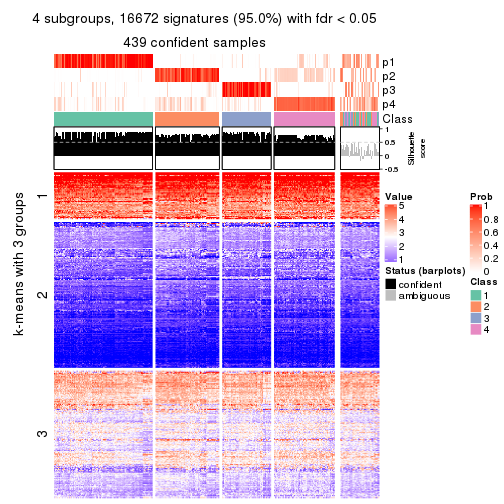 4 subgroups, 16672 signatures (95.0%) with fdr < 0.05
439 confident samples
p1
p2
p3
p4
Class
1
0.5
0
-0.5
Silhouette
score
k-means with 3 groups
1
2
3
Value
5
4
3
2
1
Status (barplots)
confident
ambiguous
Prob
1
0.8
0.6
0.4
0.2
0
Class
1
2
3
4